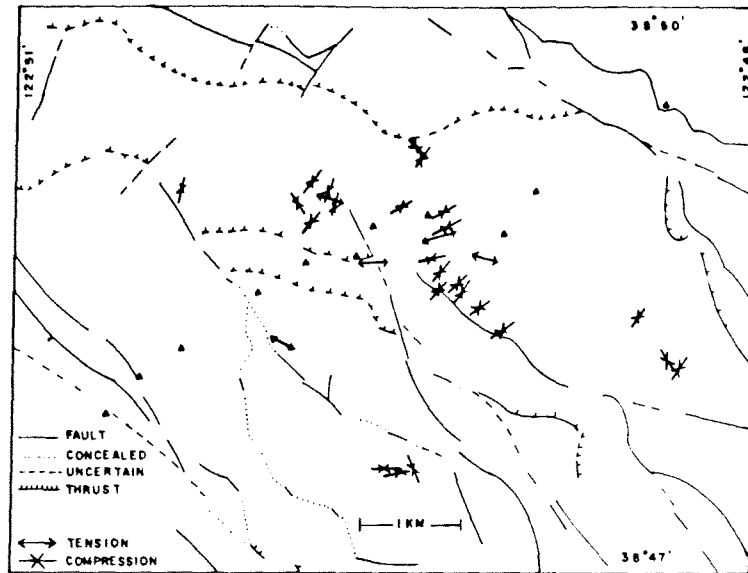 122°51'
38°50'
122°48'
FAULT
CONCEALED
UNCERTAIN
THRUST
TENSION
COMPRESSION
1 KM
38°47'